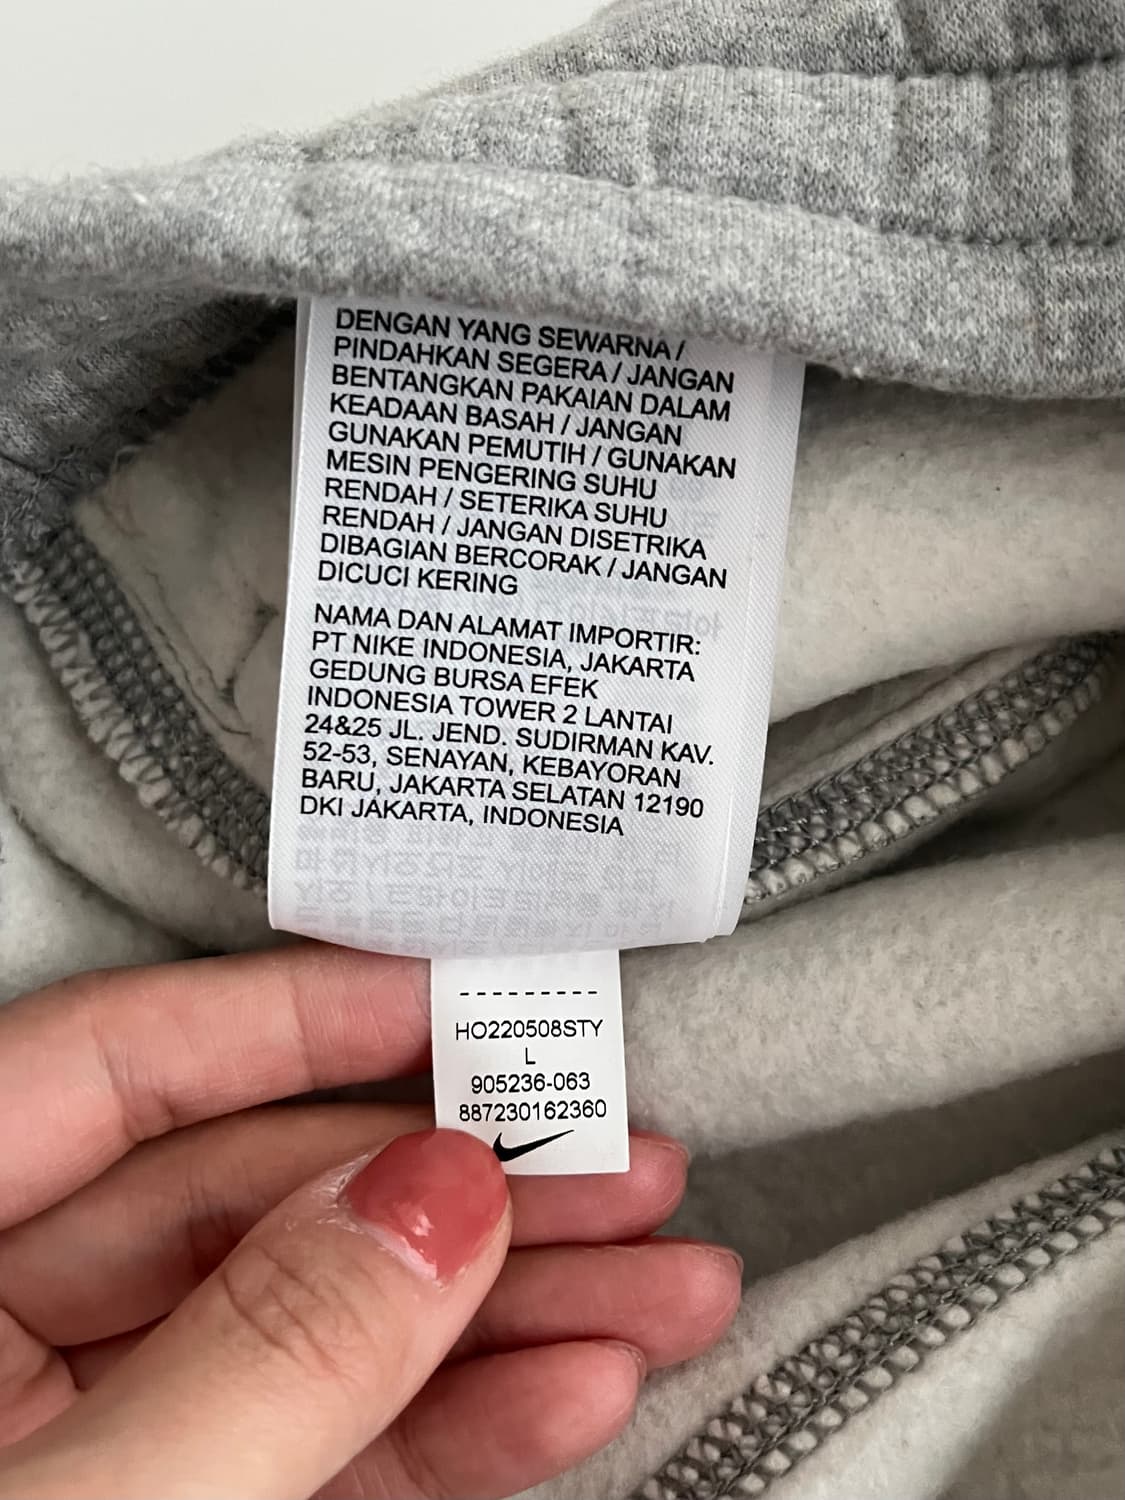 DENGAN YANG SEWARNA /
PINDAHKAN SEGERA / JANGAN
BENTANGKAN PAKAIAN DALAM
KEADAAN BASAH / JANGAN
GUNAKAN PEMUTIH / GUNAKAN
MESIN PENGERING SUHU
RENDAH / SETERIKA SUHU
RENDAH / JANGAN DISETRIKA
DIBAGIAN BERCORAK / JANGAN
DICUCI KERING
NAMA DAN ALAMAT IMPORTIR:
PT NIKE INDONESIA, JAKARTA
GEDUNG BURSA EFEK
INDONESIA TOWER 2 LANTAI
24&25 JL. JEND. SUDIRMAN KAV.
52-53, SENAYAN, KEBAYORAN
BARU, JAKARTA SELATAN 12190
DKI JAKARTA, INDONESIA
---------
HO220508STY
L
905236-063
887230162360